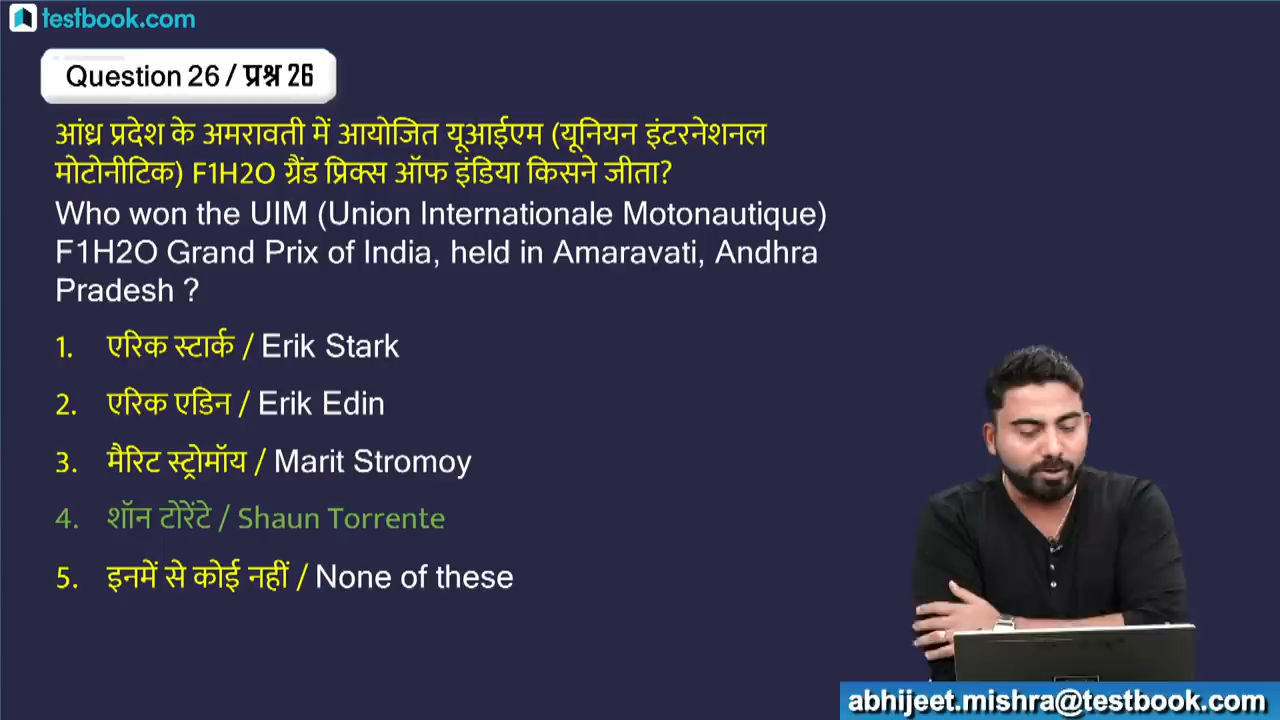 testbook.com
Question 26 / प्रश्न 26
आंध्र प्रदेश के अमरावती में आयोजित यूआईएम (यूनियन इंटरनेशनल
मोटोनीटिक) F1H2O ग्रैंड प्रिक्स ऑफ इंडिया किसने जीता?
Who won the UIM (Union Internationale Motonautique)
F1H2O Grand Prix of India, held in Amaravati, Andhra
Pradesh ?
1. एरिक स्टार्क / Erik Stark
2. एरिक एडिन / Erik Edin
3. मैरिट स्ट्रोमॉय / Marit Stromoy
4. शॉन टोरेंटे / Shaun Torrente
5. इनमें से कोई नहीं / None of these
abhijeet.mishra@testbook.com